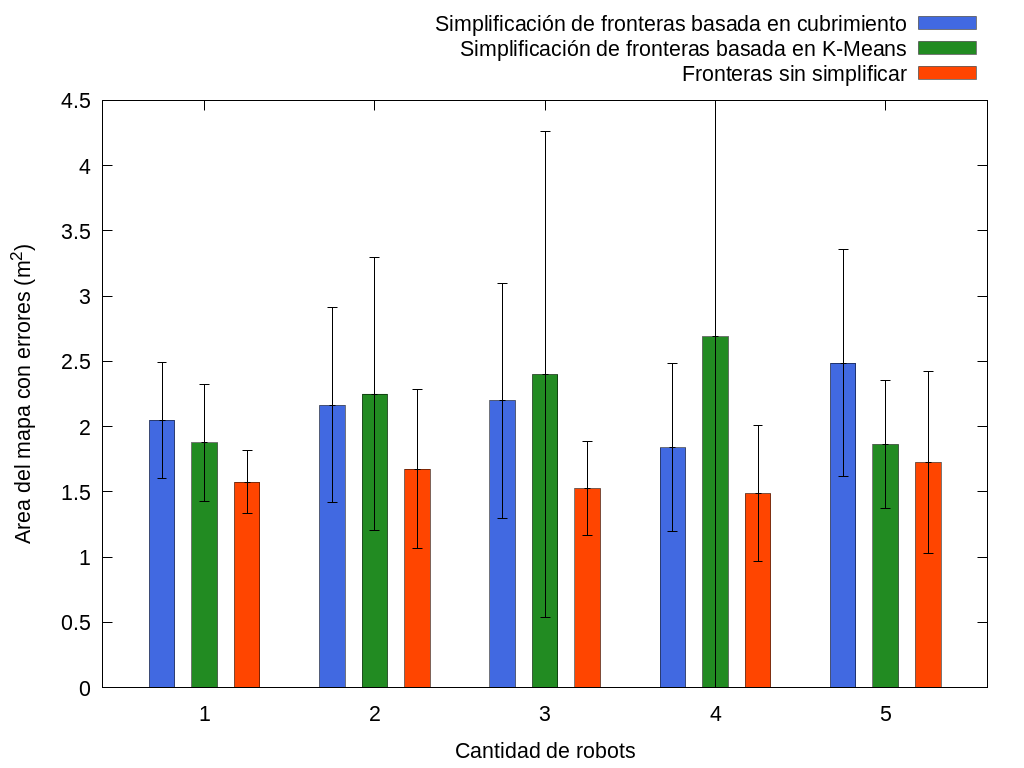 Simplificación de fronteras basada en cubrimiento
Simplificación de fronteras basada en K-Means
Fronteras sin simplificar
4.5
4
3.5
3
2.5
2
1.5
1
0.5
0
Area del mapa con errores (m²)
1 2 3 4 5
Cantidad de robots